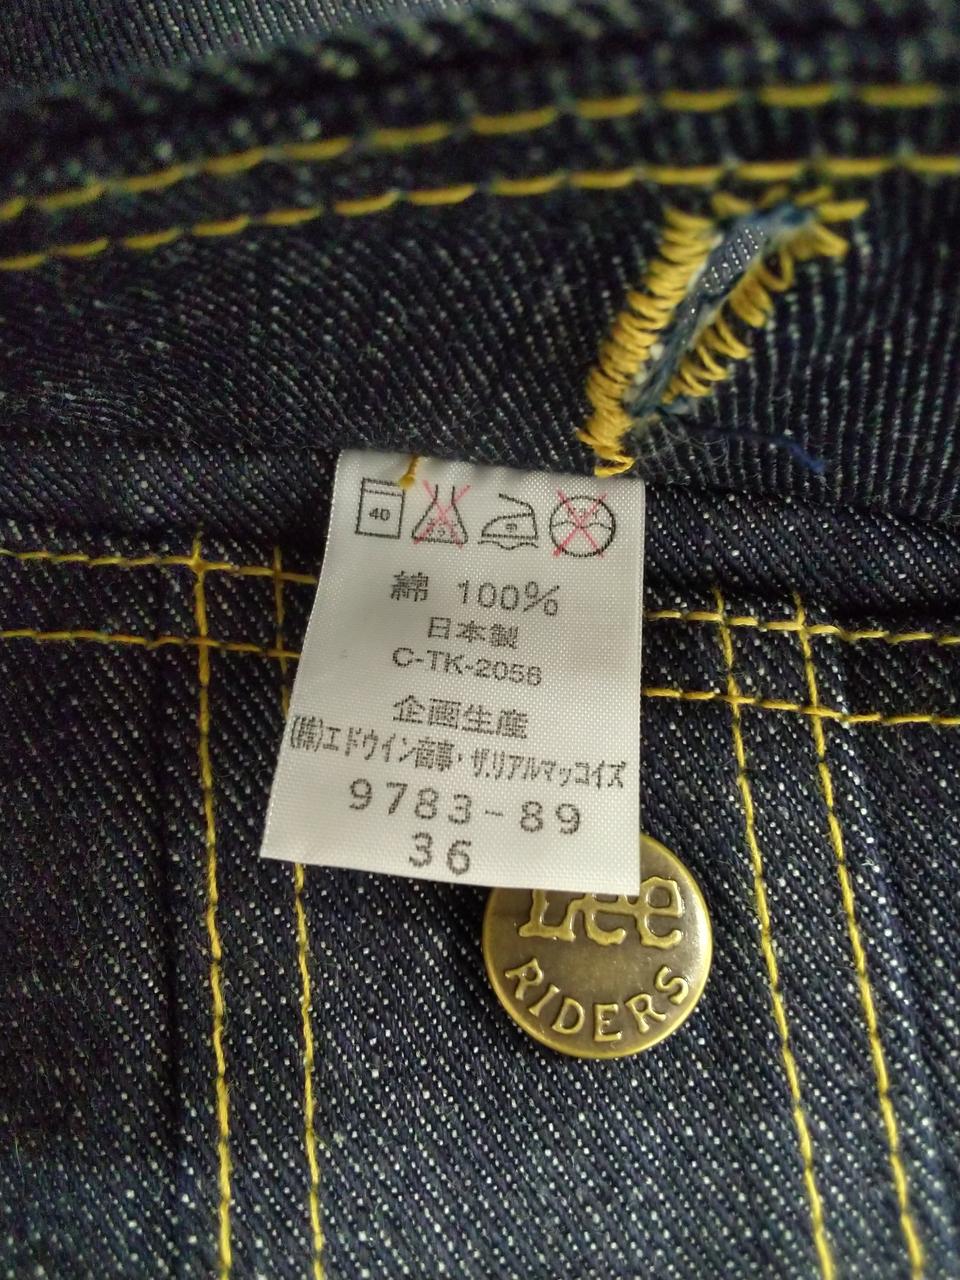 40
綿 100%
日本製
C-TK-2056
企画生産
(株)エドウイン商事・ザ.リアルマッコイズ
9783-89
36
Lee
RIDERS